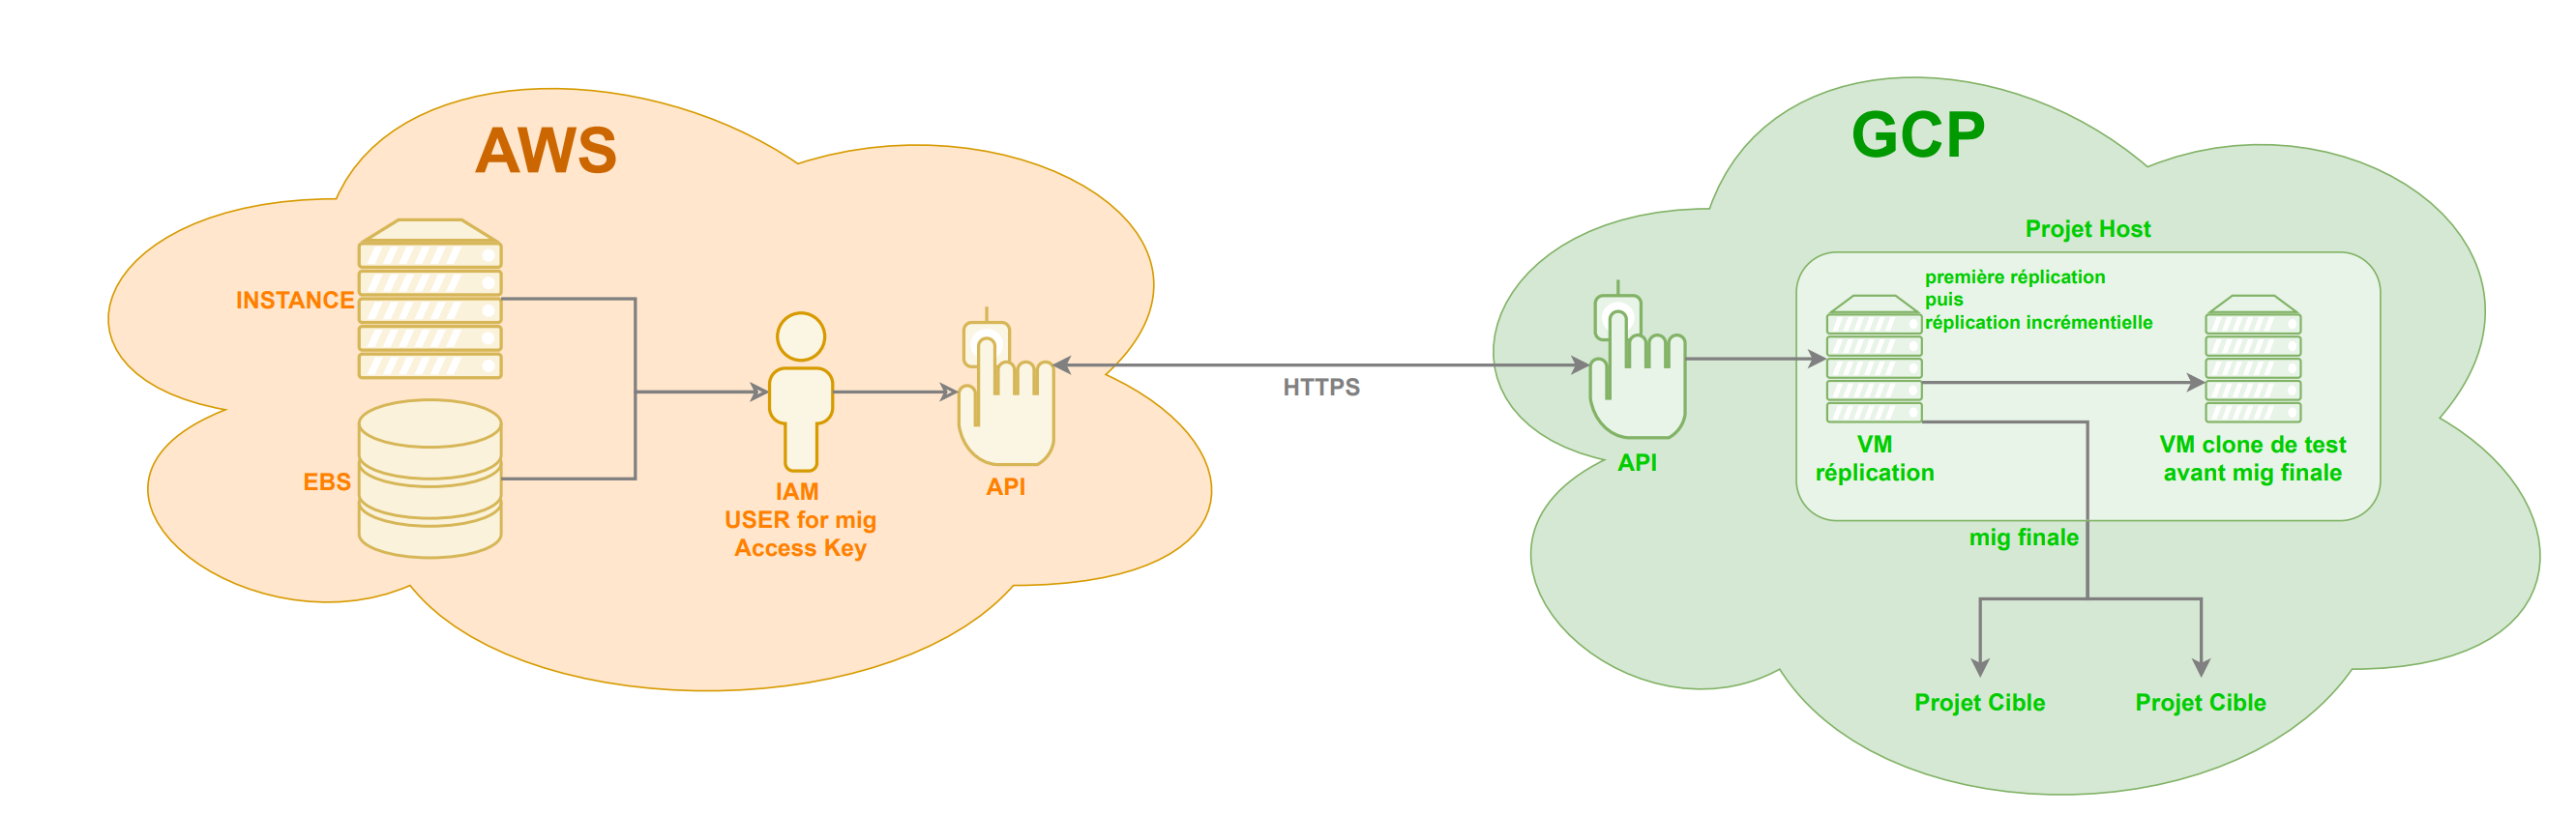 AWS
INSTANCE
EBS
IAM
USER for mig
Access Key
API
HTTPS
GCP
API
Projet Host
première réplication
puis
réplication incrémentielle
VM
réplication
VM clone de test
avant mig finale
mig finale
Projet Cible
Projet Cible